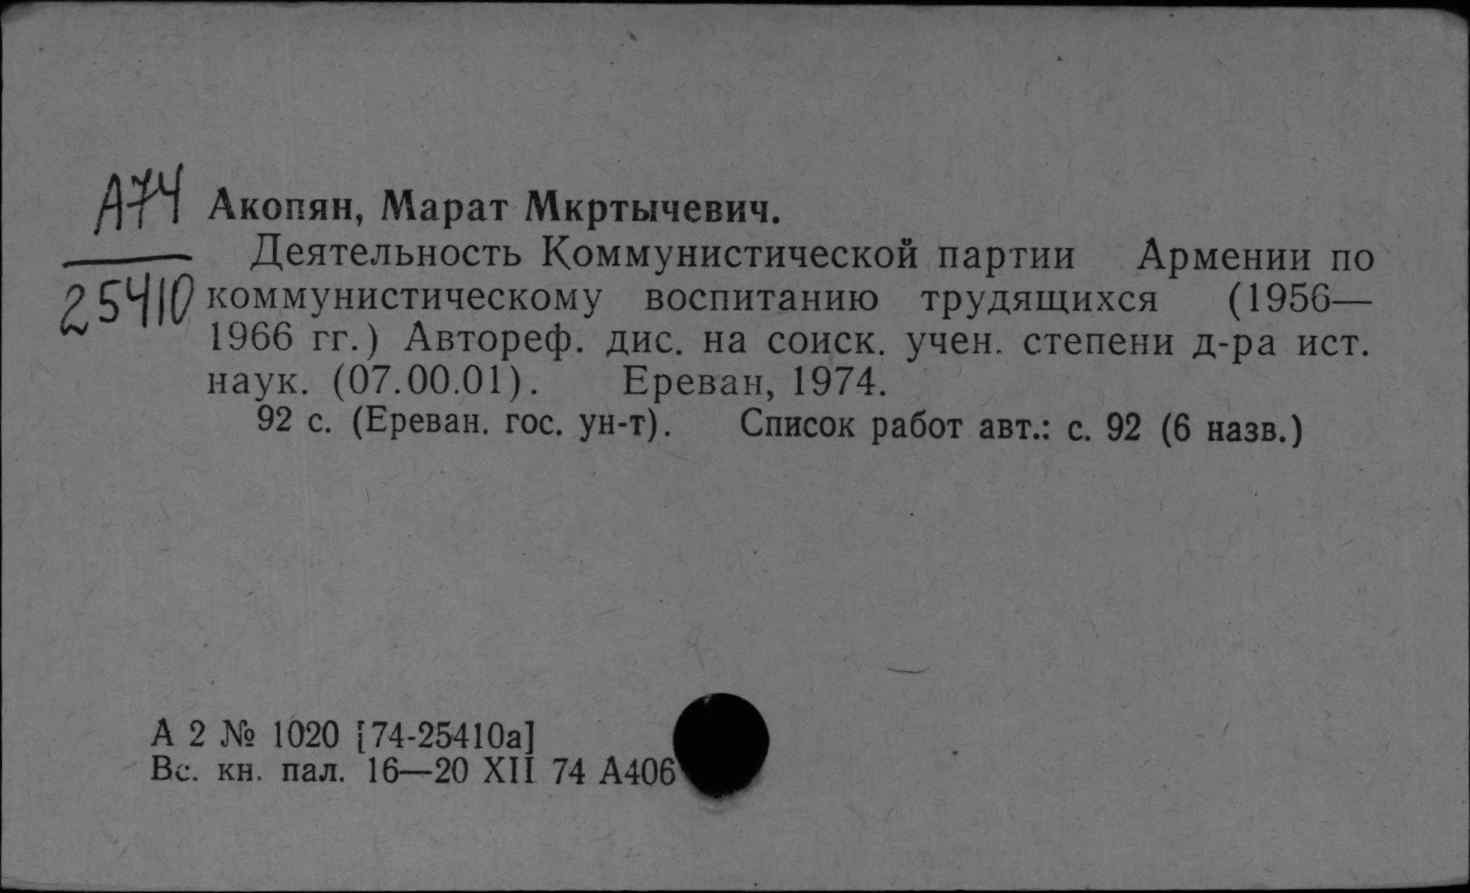 А74
25410
Акопян, Марат Мкртычевич.
Деятельность Коммунистической партии Армении по
коммунистическому воспитанию трудящихся (1956—
1966 гг.) Автореф. дис. на соиск. учен. степени д-ра ист.
наук. (07.00.01). Ереван, 1974.
92 с. (Ереван. гос. ун-т). Список работ авт.: с. 92 (6 назв.)
А 2 № 1020 [74-25410а]
Вс. кн. пал. 16—20 XII 74 А406